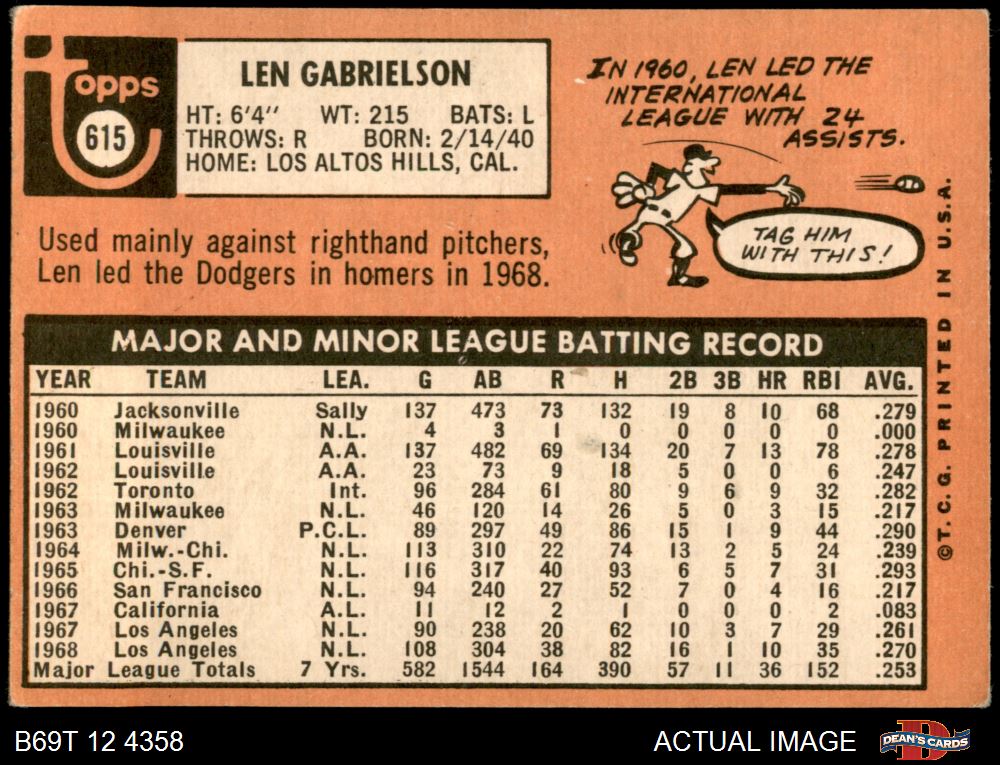 topps
615
LEN GABRIELSON
HT: 6'4" WT: 215 BATS: L
THROWS: R BORN: 2/14/40
HOME: LOS ALTOS HILLS, CAL.
Used mainly against righthand pitchers,
Len led the Dodgers in homers in 1968.
IN 1960, LEN LED THE
INTERNATIONAL
LEAGUE WITH 24
ASSISTS.
TAG HIM
WITH THIS!
MAJOR AND MINOR LEAGUE BATTING RECORD
YEAR TEAM LEA. G AB R H 2B 3B HR RBI AVG.
1960 Jacksonville Sally 137 473 73 132 19 8 10 68 .279
1960 Milwaukee N.L. 4 3 1 0 0 0 0 0 .000
1961 Louisville A.A. 137 482 69 134 20 7 13 78 .278
1962 Louisville A.A. 23 73 9 18 5 0 0 6 .247
1962 Toronto Int. 96 284 61 80 9 6 9 32 .282
1963 Milwaukee N.L. 46 120 14 26 5 0 3 15 .217
1963 Denver P.C.L. 89 297 49 86 15 1 9 44 .290
1964 Milw.-Chi. N.L. 113 310 22 74 13 2 5 24 .239
1965 Chi.-S.F. N.L. 116 317 40 93 6 5 7 31 .293
1966 San Francisco N.L. 94 240 27 52 7 0 4 16 .217
1967 California A.L. 11 12 2 1 0 0 0 2 .083
1967 Los Angeles N.L. 90 238 20 62 10 3 7 29 .261
1968 Los Angeles N.L. 108 304 38 82 16 1 10 35 .270
Major League Totals 7 Yrs. 582 1544 164 390 57 11 36 152 .253
© T. C. G. PRINTED IN U.S.A.
B69T 12 4358
ACTUAL IMAGE
DEAN'S CARDS